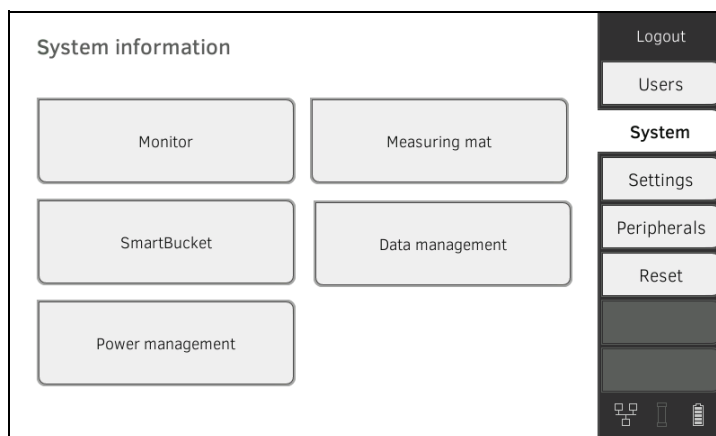 System information
Monitor
Measuring mat
SmartBucket
Data management
Power management
Logout
Users
System
Settings
Peripherals
Reset